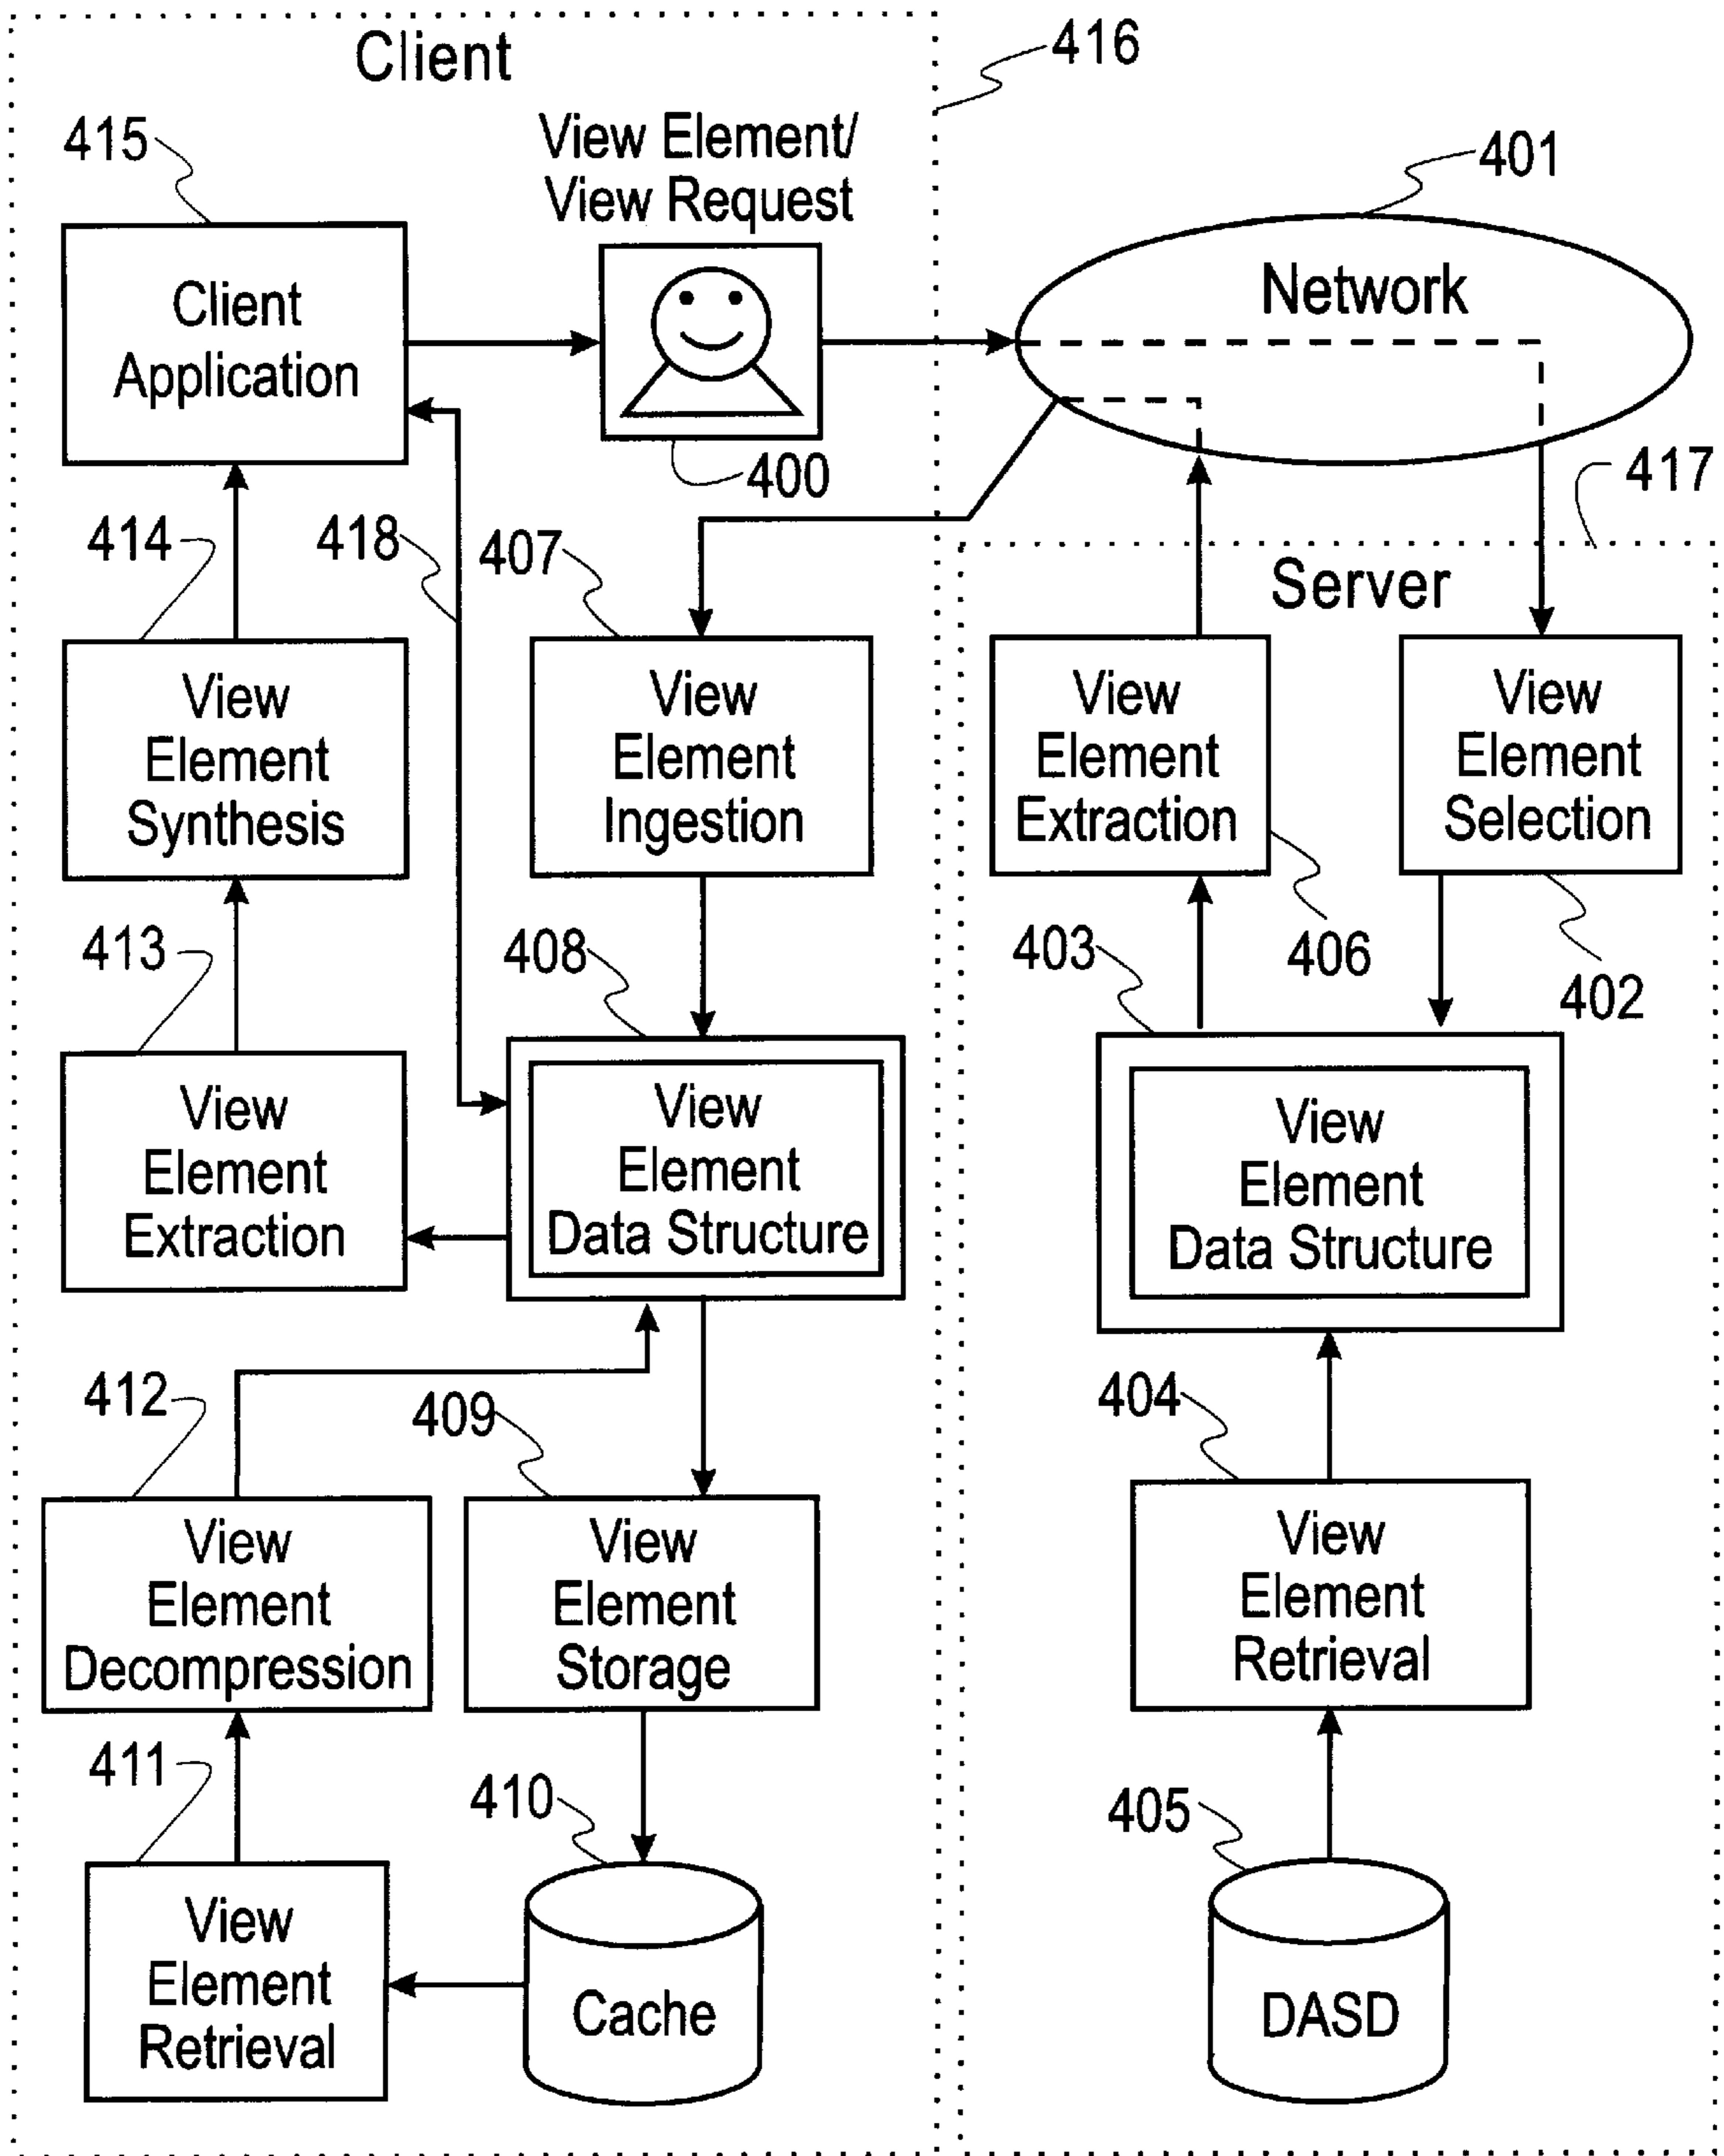 Client
416
415
View Element/
View Request
401
Client
Application
Network
400
417
414
418
407
Server
View
Element
Synthesis
View
Element
Ingestion
View
Element
Extraction
View
Element
Selection
413
408
403
406
402
View
Element
Extraction
View
Element
Data Structure
View
Element
Data Structure
412
409
404
View
Element
Decompression
View
Element
Storage
View
Element
Retrieval
411
410
405
View
Element
Retrieval
Cache
DASD